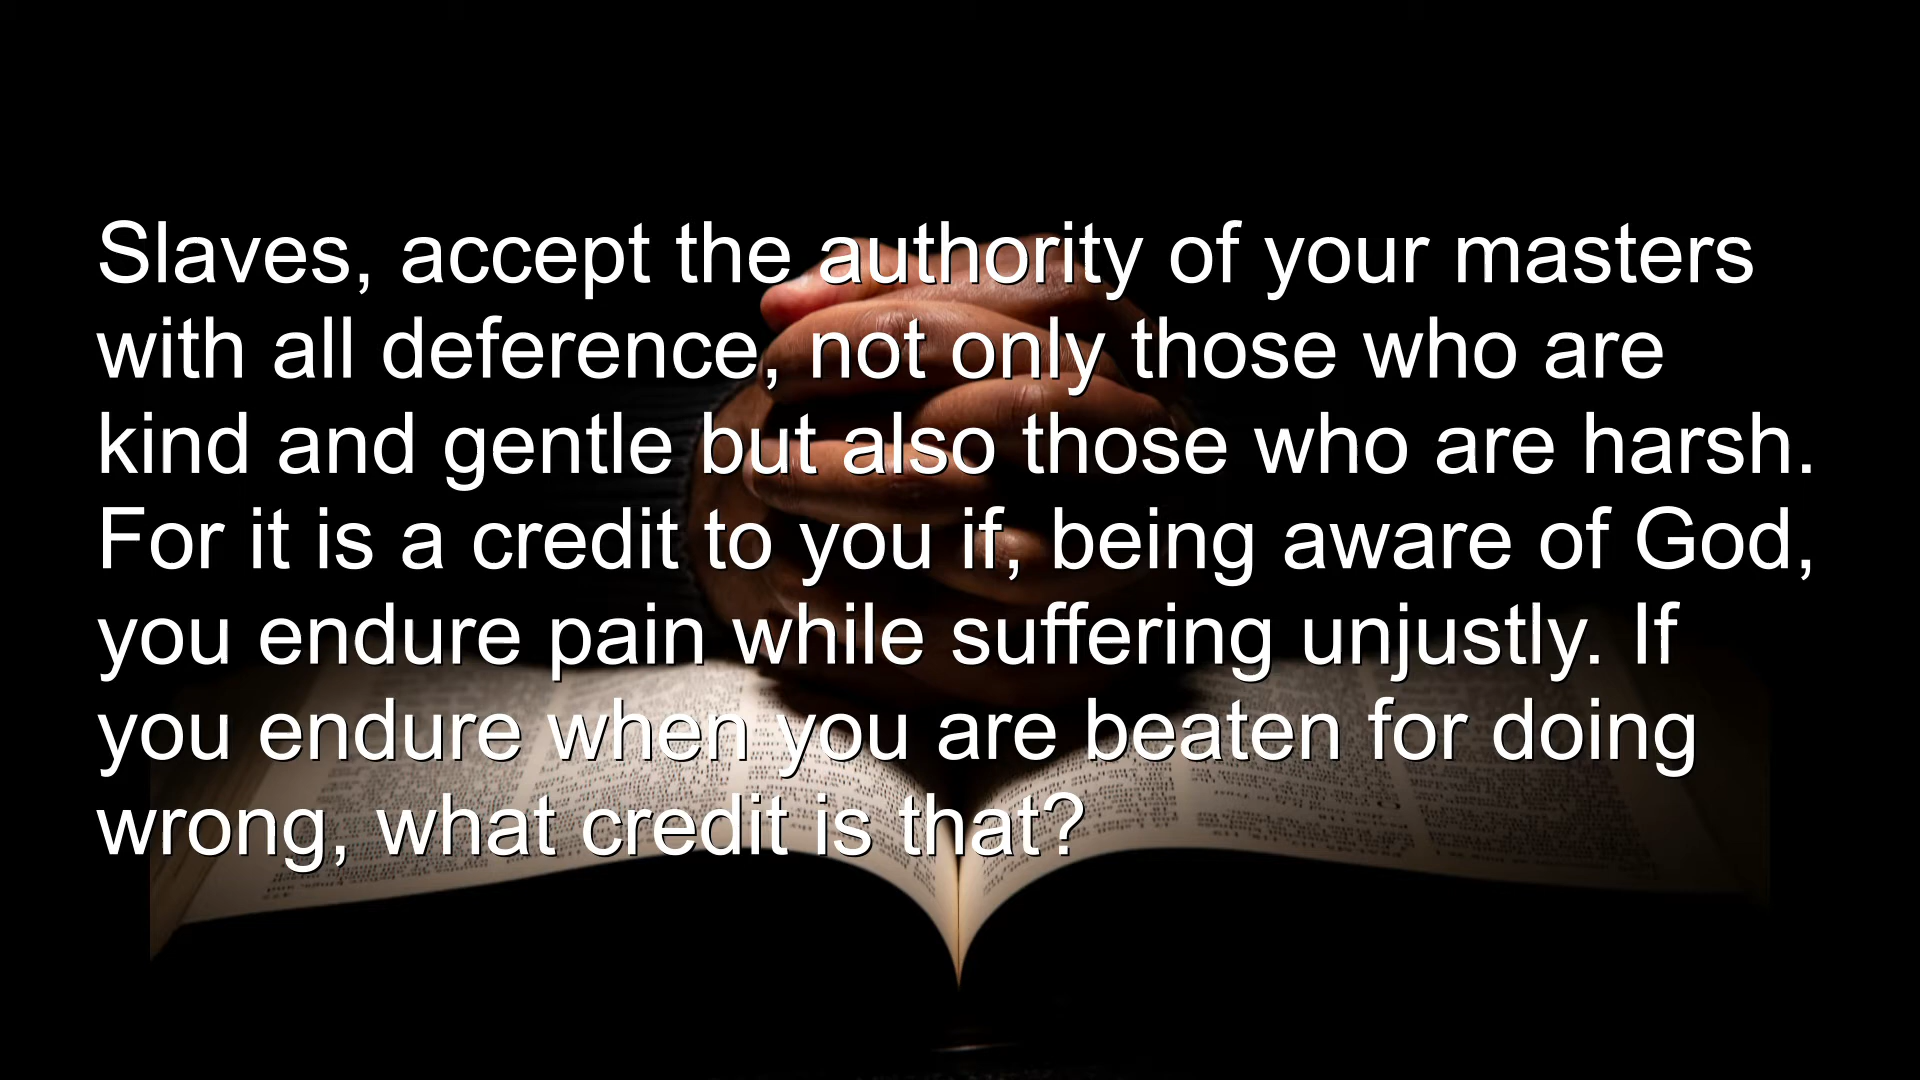 Slaves, accept the authority of your masters
with all deference, not only those who are
kind and gentle but also those who are harsh.
For it is a credit to you if, being aware of God,
you endure pain while suffering unjustly. If
you endure when you are beaten for doing
wrong, what credit is that?